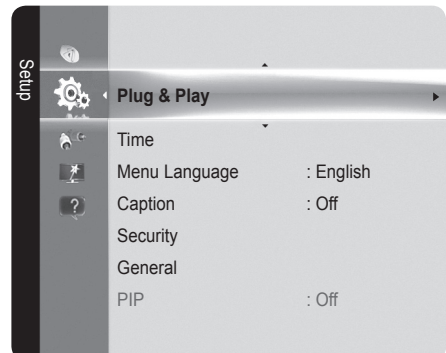 Setup
Plug & Play
Time
Menu Language : English
Caption : Off
Security
General
PIP : Off
?